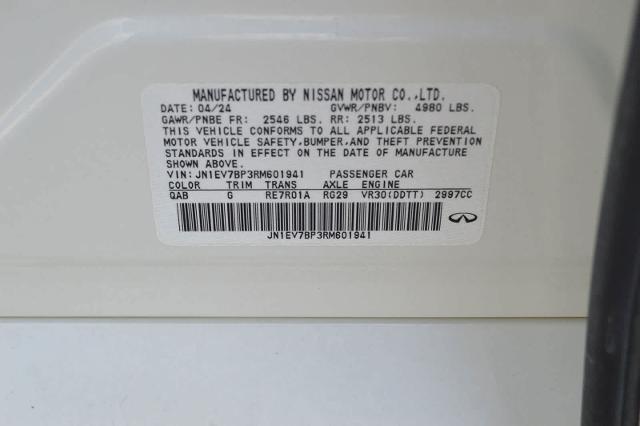 MANUFACTURED BY NISSAN MOTOR CO.,LTD.
DATE: 04/24 GVWR/PNBV: 4980 LBS.
GAWR/PNBE FR: 2546 LBS. RR: 2513 LBS.
THIS VEHICLE CONFORMS TO ALL APPLICABLE FEDERAL
MOTOR VEHICLE SAFETY,BUMPER,AND THEFT PREVENTION
STANDARDS IN EFFECT ON THE DATE OF MANUFACTURE
SHOWN ABOVE.
VIN: JN1EV7BP3RM601941 PASSENGER CAR
COLOR TRIM TRANS AXLE ENGINE
QAB G RE7R01A RG29 VR30(DDTT) 2997CC
JN1EV7BP3RM601941